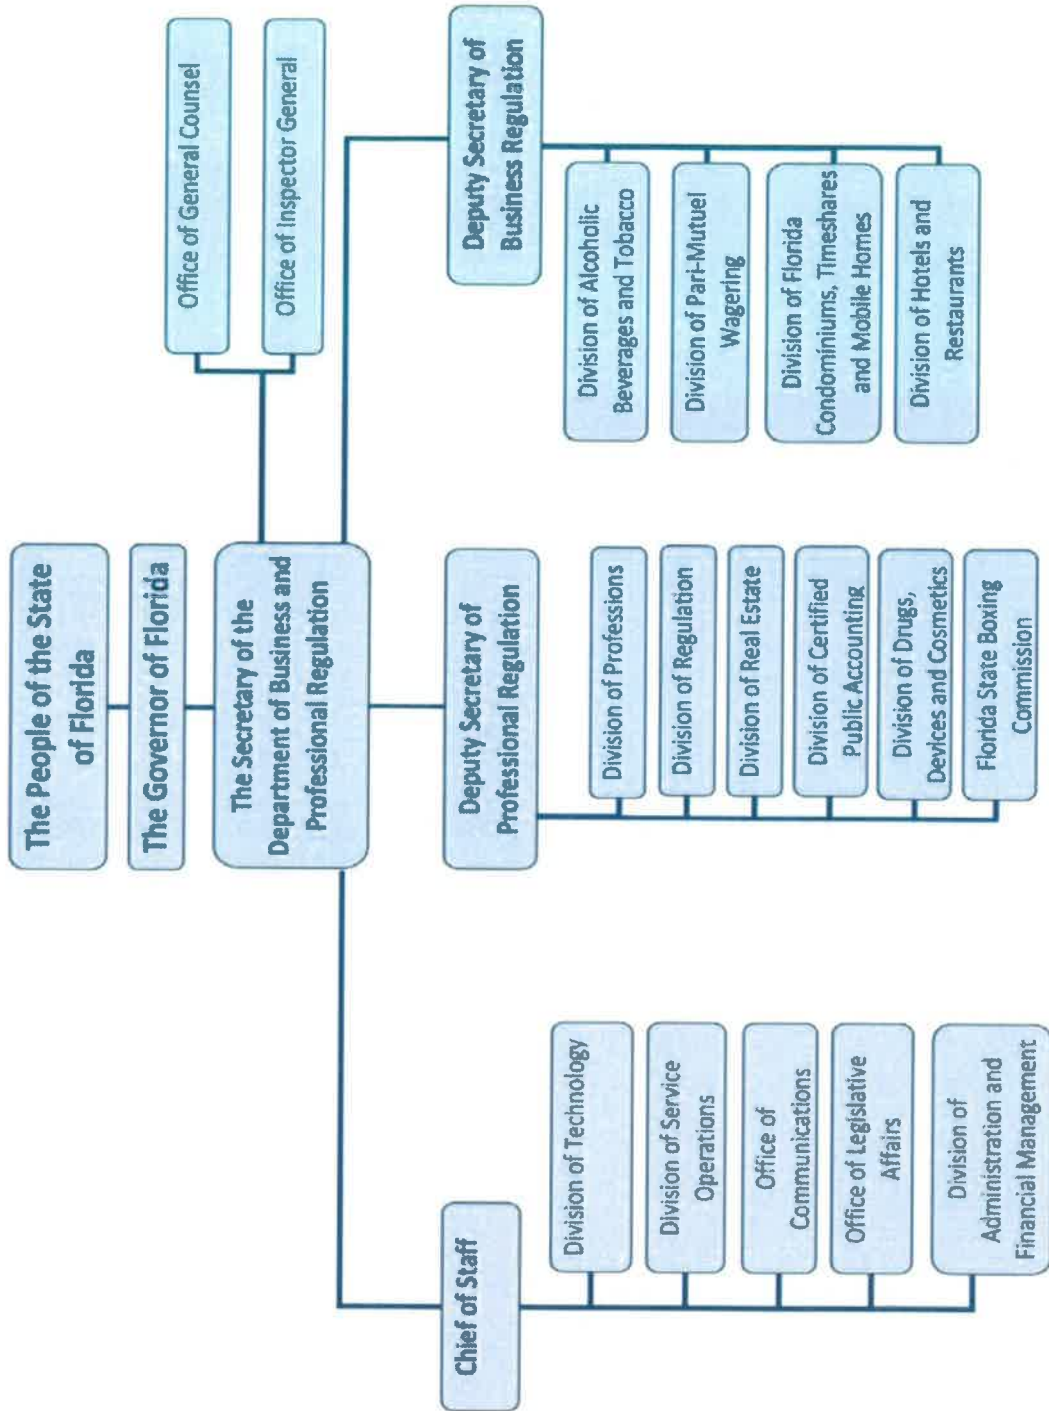 The People of the State
of Florida
The Governor of Florida
The Secretary of the
Department of Business and
Professional Regulation
Office of General Counsel
Office of Inspector General
Chief of Staff
Division of Technology
Division of Service
Operations
Office of
Communications
Office of Legislative
Affairs
Division of
Administration and
Financial Management
Deputy Secretary of
Professional Regulation
Division of Professions
Division of Regulation
Division of Real Estate
Division of Certified
Public Accounting
Division of Drugs,
Devices and Cosmetics
Florida State Boxing
Commission
Deputy Secretary of
Business Regulation
Division of Alcoholic
Beverages and Tobacco
Division of Pari-Mutuel
Wagering
Division of Florida
Condominiums, Timeshares
and Mobile Homes
Division of Hotels and
Restaurants